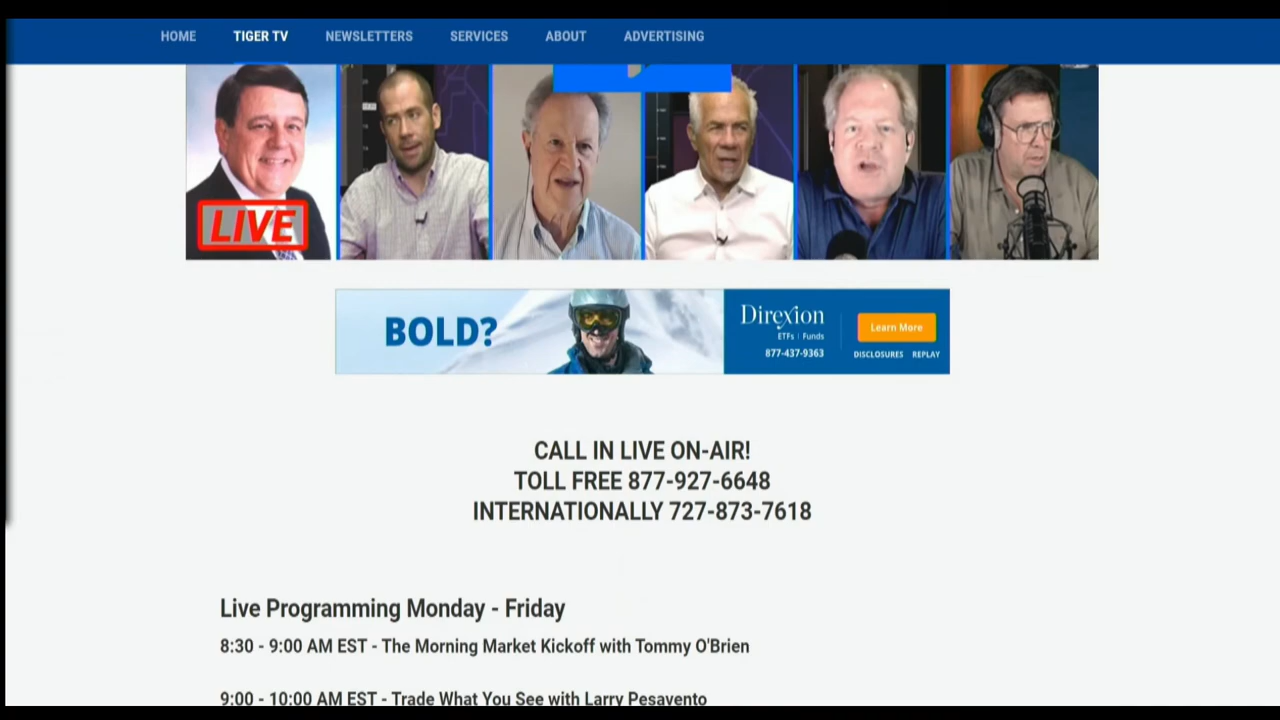 HOME TIGER TV NEWSLETTERS SERVICES ABOUT ADVERTISING
LIVE
BOLD?
Direxion
ETFs | Funds
877-437-9363
Learn More
DISCLOSURES REPLAY
CALL IN LIVE ON-AIR!
TOLL FREE 877-927-6648
INTERNATIONALLY 727-873-7618
Live Programming Monday - Friday
8:30 - 9:00 AM EST - The Morning Market Kickoff with Tommy O'Brien
9:00 - 10:00 AM EST - Trade What You See with Larry Pesavento